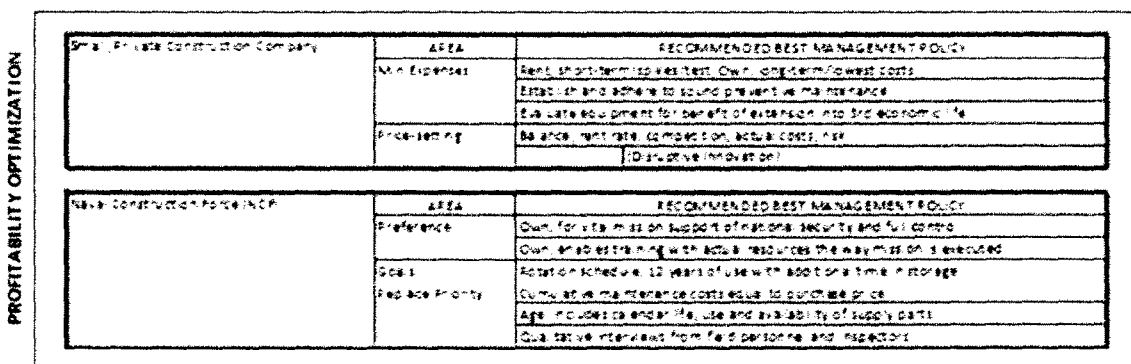 PROFITABILITY OPTIMIZATION
Small, Private Construction Company AREA RECOMMENDED BEST MANAGEMENT POLICY
Min Expenses Rent, short-term/spikes/test. Own, long-term/lowest costs
Establish and adhere to sound preventive maintenance
Evaluate equipment for benefit of extension into 3rd economic life
Price-setting Balance, rent rate, competition, actual costs, risk
(Disruptive Innovation)
Naval Construction Force (NCF) AREA RECOMMENDED BEST MANAGEMENT POLICY
Preference Own, for vital mission support of national security and full control
Own, enables training with actual resources the way mission is executed
Goals Rotation schedule, 12 years of use with additional time in storage
Replace Priority Cumulative maintenance costs equal to purchase price
Age, includes calendar life, use and availability of supply parts
Qualitative interviews from field personnel and inspectors